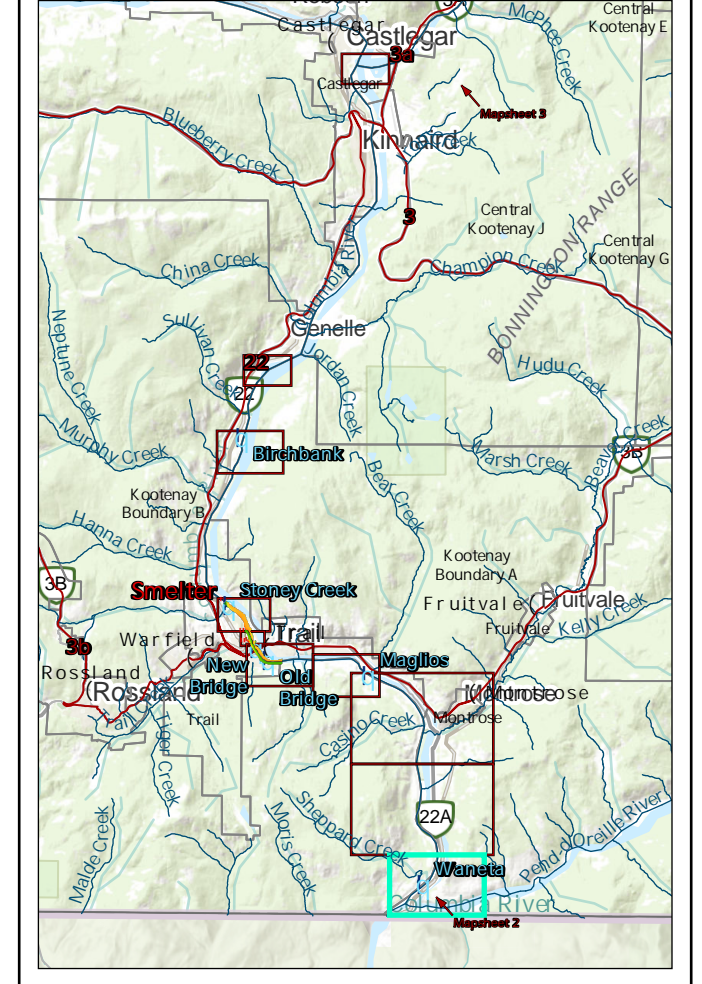 Castlegar
(Castlegar
3a
Castlegar
McPhee Creek
Central
Kootenay E
Mapsheet 3
Blueberry Creek
Kinnaird
Creek
3
Central
Kootenay J
BONNINGTON RANGE
Central
Kootenay G
China Creek
Columbia River
Champion Creek
Genelle
Neptune Creek
Sullivan Creek
22
22
Jordan Creek
Hudu Creek
Murphy Creek
Birchbank
Bear Creek
Marsh Creek
Beaver Creek
3B
Kootenay
Boundary B
Hanna Creek
Kootenay
Boundary A
3B
Smelter
Stoney Creek
Fruitvale
(Fruitvale
Fruitvale
Kelly Creek
3b
Warfield
Trail
New
Bridge
Old
Bridge
Maglios
Rossland
(Rossland
Trail
Trail
Tiger Creek
Montrose
Montrose
Casino Creek
22A
Malde Creek
Moris Creek
Sheppard Creek
Waneta
Pend-d'Oreille River
Columbia River
Mapsheet 2